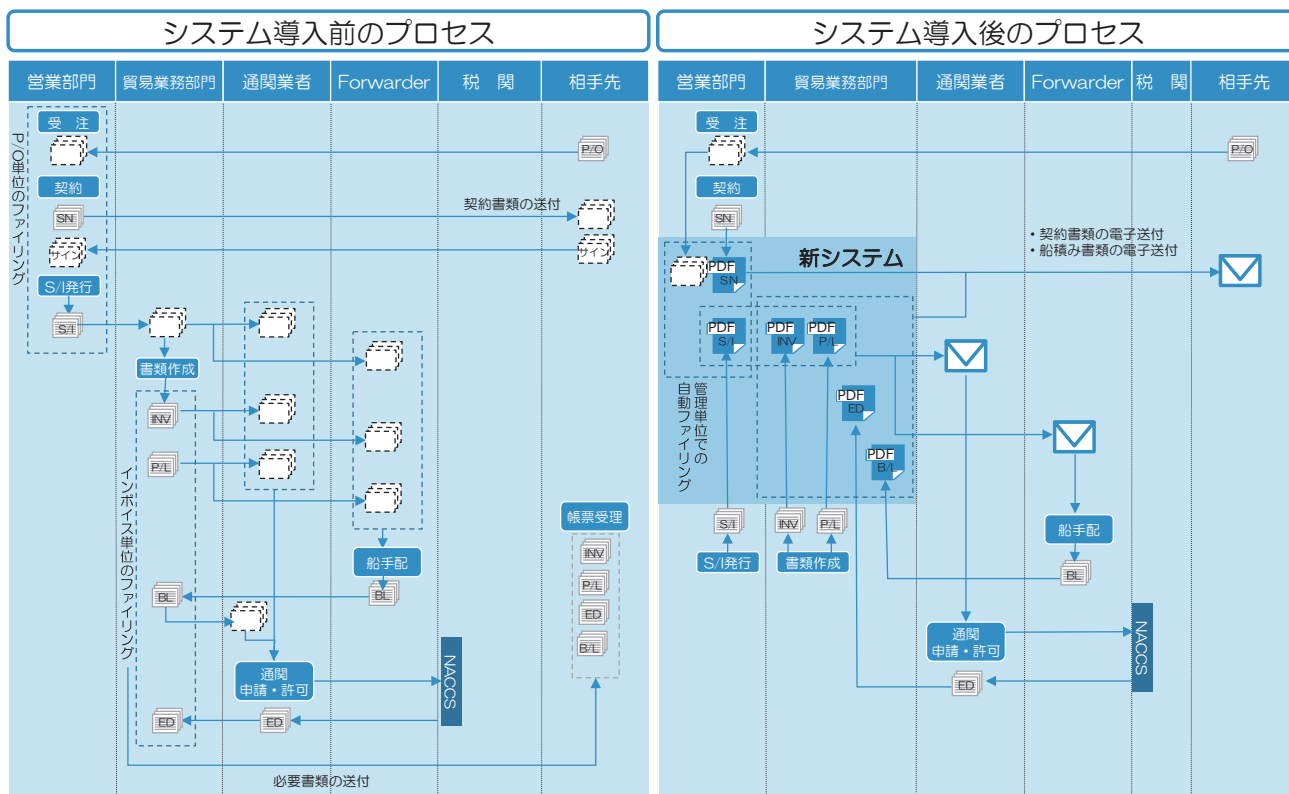 システム導入前のプロセス
営業部門
貿易業務部門
通関業者
Forwarder
税 関
相手先
P/O単位のファイリング
受 注
P/O
契約
SN
契約書類の送付
サイン
サイン
S/I発行
S/I
書類作成
INV
P/L
インボイス単位のファイリング
船手配
BL
BL
帳票受理
INV
P/L
ED
B/L
通関
申請・許可
NACCS
ED
ED
必要書類の送付
システム導入後のプロセス
営業部門
貿易業務部門
通関業者
Forwarder
税 関
相手先
受 注
P/O
契約
SN
・契約書類の電子送付
・船積み書類の電子送付
新システム
PDF
SN
PDF
S/I
PDF
INV
PDF
P/L
PDF
ED
PDF
B/L
管理単位での
自動ファイリング
S/I
INV
P/L
S/I発行
書類作成
船手配
BL
通関
申請・許可
NACCS
ED